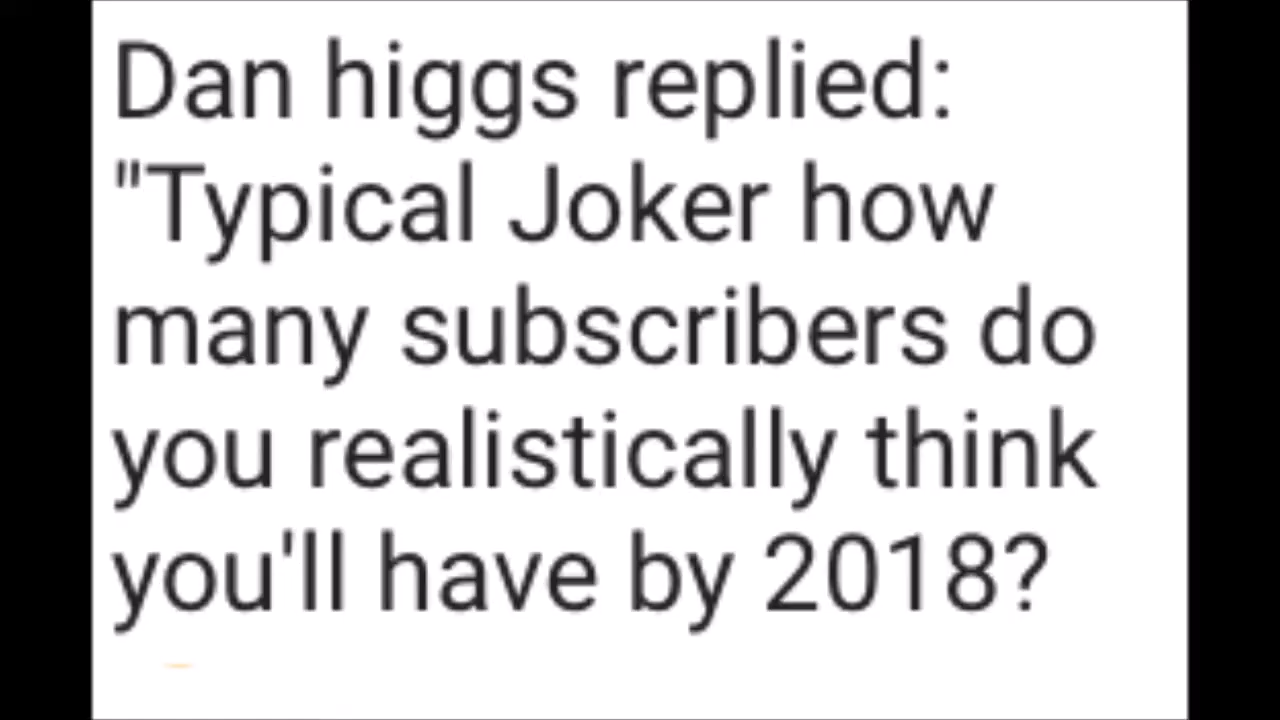 Dan higgs replied:
"Typical Joker how
many subscribers do
you realistically think
you'll have by 2018?